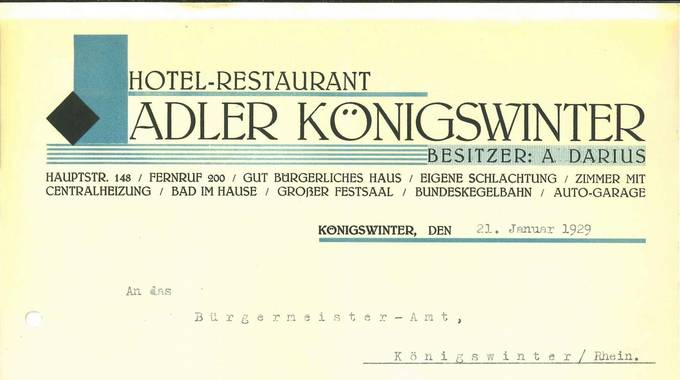 HOTEL-RESTAURANT
ADLER KÖNIGSWINTER
BESITZER: A DARIUS
HAUPTSTR. 148 / FERNRUF 200 / GUT BÜRGERLICHES HAUS / EIGENE SCHLACHTUNG / ZIMMER MIT
CENTRALHEIZUNG / BAD IM HAUSE / GROẞER FESTSAAL / BUNDESKEGELBAHN / AUTO-GARAGE
KÖNIGSWINTER, DEN 21. Januar 1929
An das
Bürgermeister-Amt,
Königswinter/Rhein.